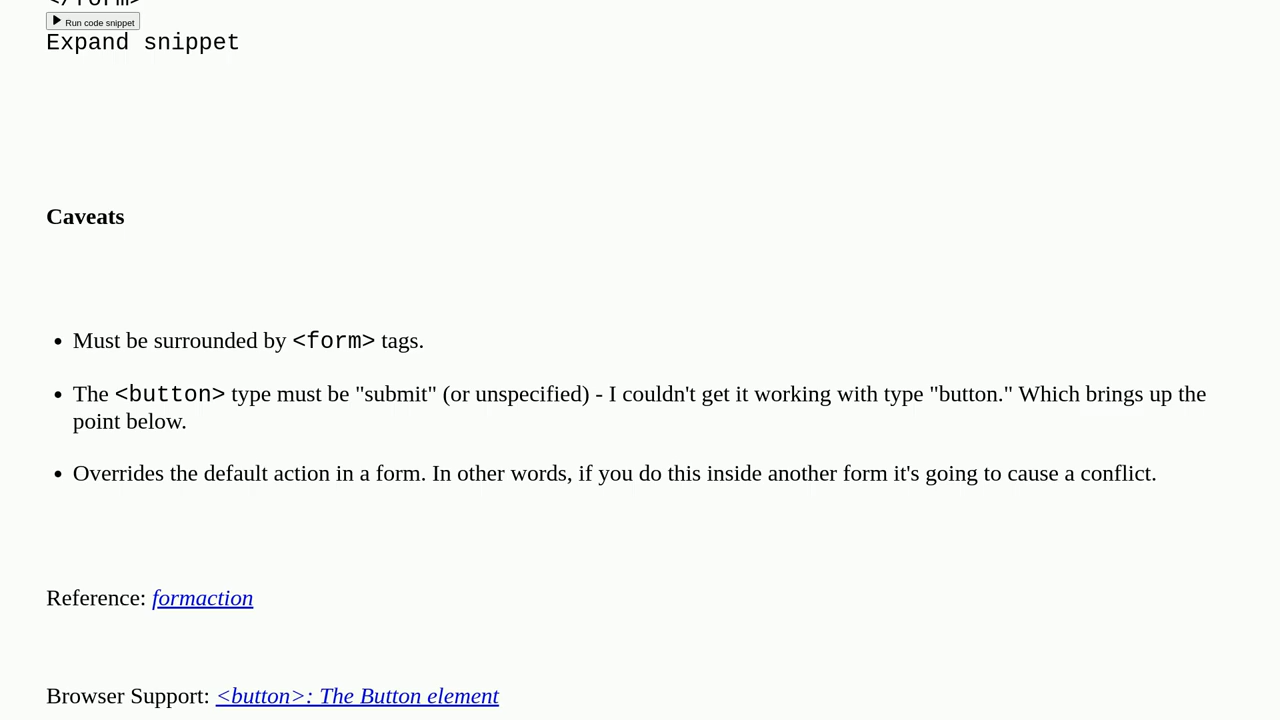 </form>
Run code snippet
Expand snippet
Caveats
Must be surrounded by <form> tags.
The <button> type must be "submit" (or unspecified) - I couldn't get it working with type "button." Which brings up the
point below.
Overrides the default action in a form. In other words, if you do this inside another form it's going to cause a conflict.
Reference: formaction
Browser Support: <button>: The Button element